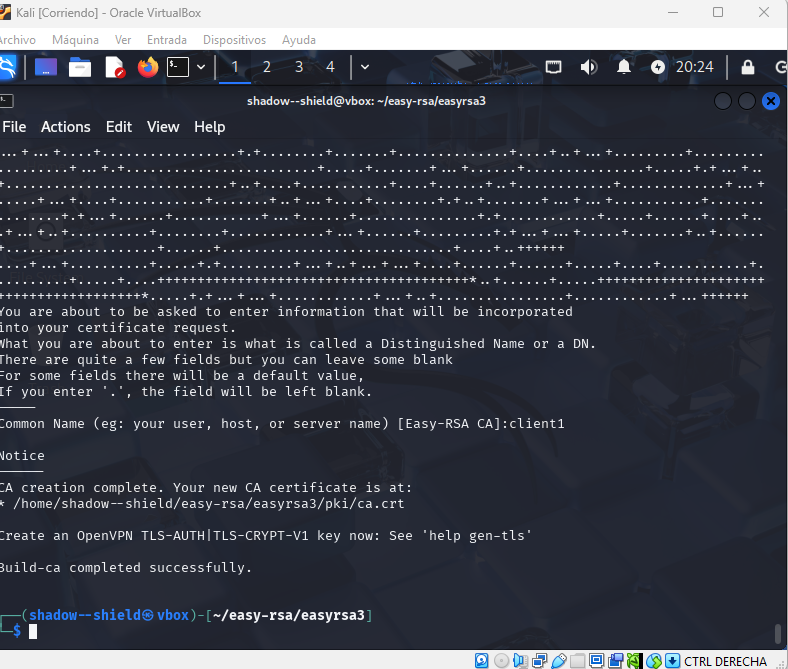 Kali [Corriendo] - Oracle VirtualBox
Archivo Máquina Ver Entrada Dispositivos Ayuda
1 2 3 4 20:24
shadow--shield@vbox: ~/easy-rsa/easyrsa3
File Actions Edit View Help
You are about to be asked to enter information that will be incorporated
into your certificate request.
What you are about to enter is what is called a Distinguished Name or a DN.
There are quite a few fields but you can leave some blank
For some fields there will be a default value,
If you enter '.', the field will be left blank.
-----
Common Name (eg: your user, host, or server name) [Easy-RSA CA]:client1
Notice
------
CA creation complete. Your new CA certificate is at:
* /home/shadow--shield/easy-rsa/easyrsa3/pki/ca.crt
Create an OpenVPN TLS-AUTH|TLS-CRYPT-V1 key now: See 'help gen-tls'
Build-ca completed successfully.
┌──(shadow--shield㉿vbox)-[~/easy-rsa/easyrsa3]
└─$
CTRL DERECHA